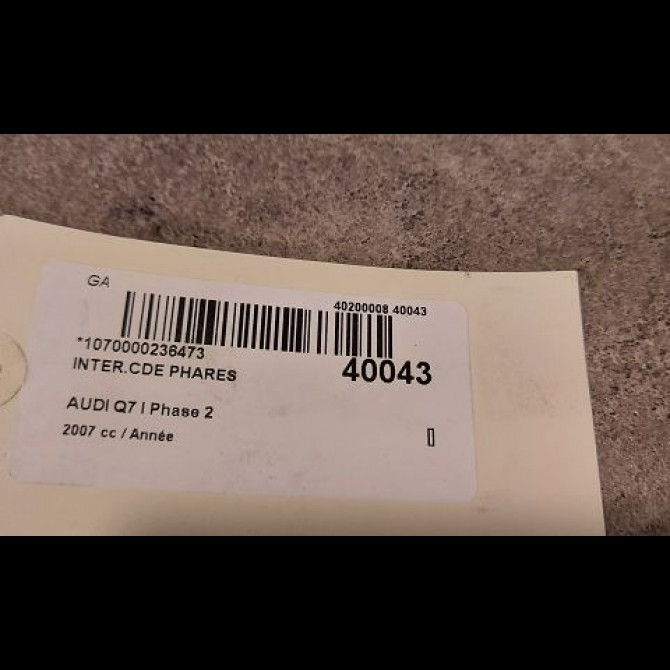 GA
40200008 40043
*1070000236473
INTER.CDE PHARES
40043
AUDI Q7 I Phase 2
2007 cc / Année